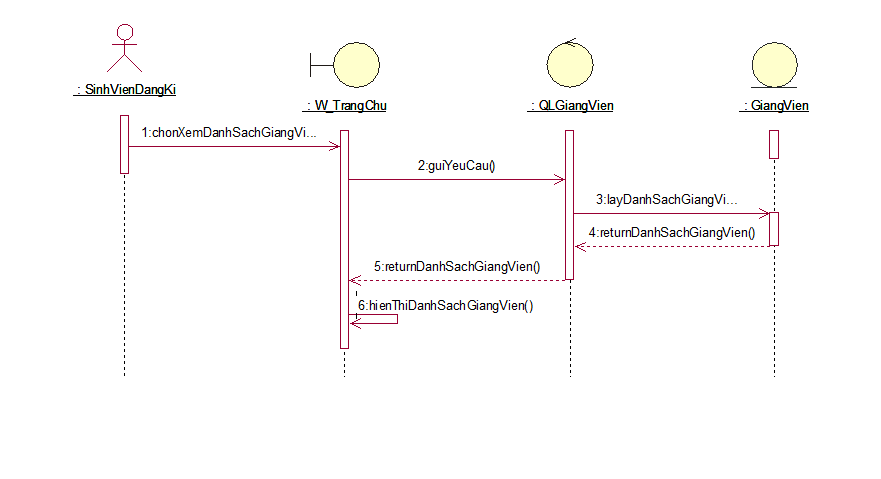 : SinhVienDangKi
: W_TrangChu
: QLGiangVien
: GiangVien
1:chonXemDanhSachGiangVi...
2:guiYeuCau()
3:layDanhSachGiangVi...
4:returnDanhSachGiangVien()
5:returnDanhSachGiangVien()
6:hienThiDanhSachGiangVien()